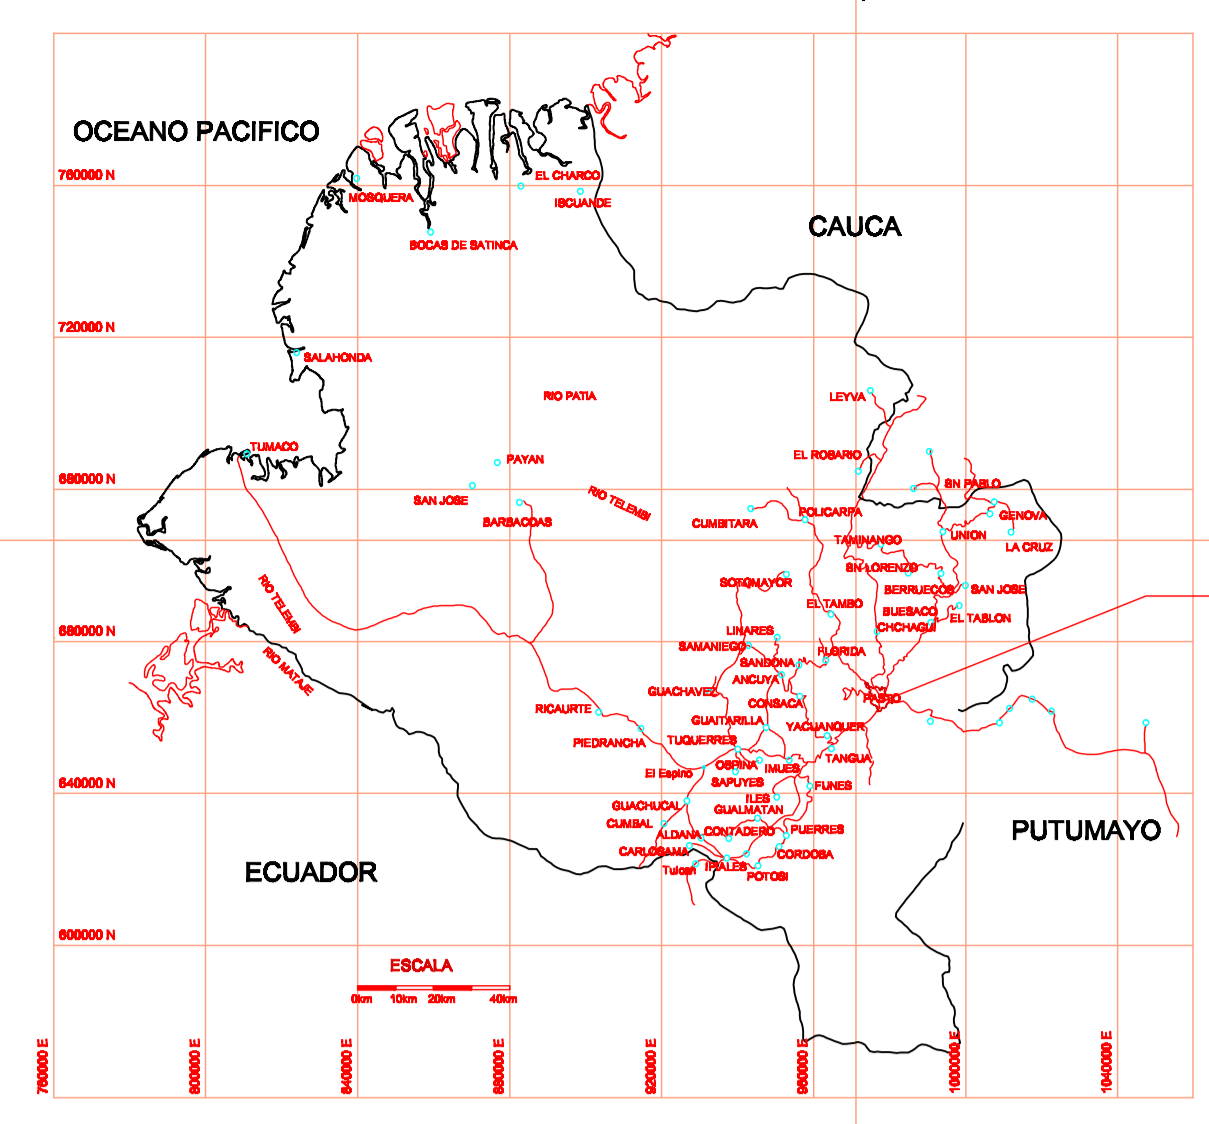 OCEANO PACIFICO
760000 N
EL CHARCO
MOSQUERA
ISCUANDE
CAUCA
BOCAS DE SATINCA
720000 N
SALAHONDA
RIO PATIA
LEYVA
TUMACO
EL ROSARIO
PAYAN
680000 N
SN PABLO
SAN JOSE
RIO TELEMBI
BARBACOAS
CUMBITARA
POLICARPA
GENOVA
UNION
TAMINANGO
LA CRUZ
SN LORENZO
SOTOMAYOR
BERRUECOS
SAN JOSE
RIO TELEMBI
EL TAMBO
BUESACO
EL TABLON
CHCHAGUI
LINARES
680000 N
SAMANIEGO
FLORIDA
SANDONA
RIO MATAJE
ANCUYA
GUACHAVEZ
PASTO
CONSACA
RICAURTE
GUAITARILLA
YACUANQUER
PIEDRANCHA
TUQUERRES
TANGUA
OSPINA
IMUES
El Espino
SAPUYES
FUNES
640000 N
ILES
GUACHUCAL
GUALMATAN
CUMBAL
CONTADERO
PUERRES
PUTUMAYO
ALDANA
CARLOSAMA
CORDOBA
IPIALES
Tulcan
POTOSI
ECUADOR
600000 N
ESCALA
0km 10km 20km 40km
760000 E
800000 E
840000 E
880000 E
920000 E
960000 E
1000000 E
1040000 E